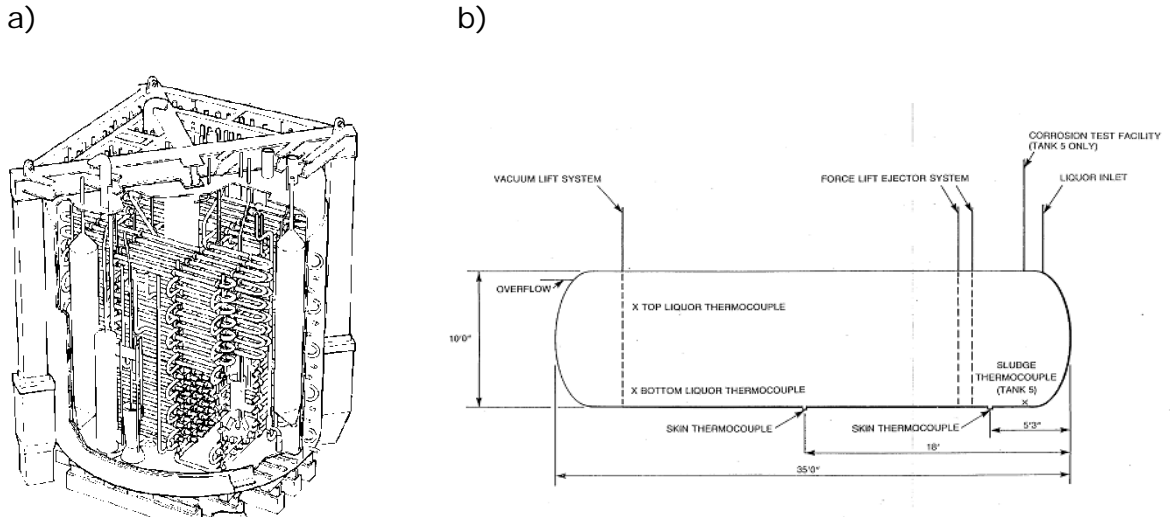 a)
b)
CORROSION TEST FACILITY
(TANK 5 ONLY)
VACUUM LIFT SYSTEM
FORCE LIFT EJECTOR SYSTEM
LIQUOR INLET
OVERFLOW
X TOP LIQUOR THERMOCOUPLE
10'0"
SLUDGE
THERMOCOUPLE
(TANK 5)
X BOTTOM LIQUOR THERMOCOUPLE
X
SKIN THERMOCOUPLE
SKIN THERMOCOUPLE
5'3"
18'
35'0"